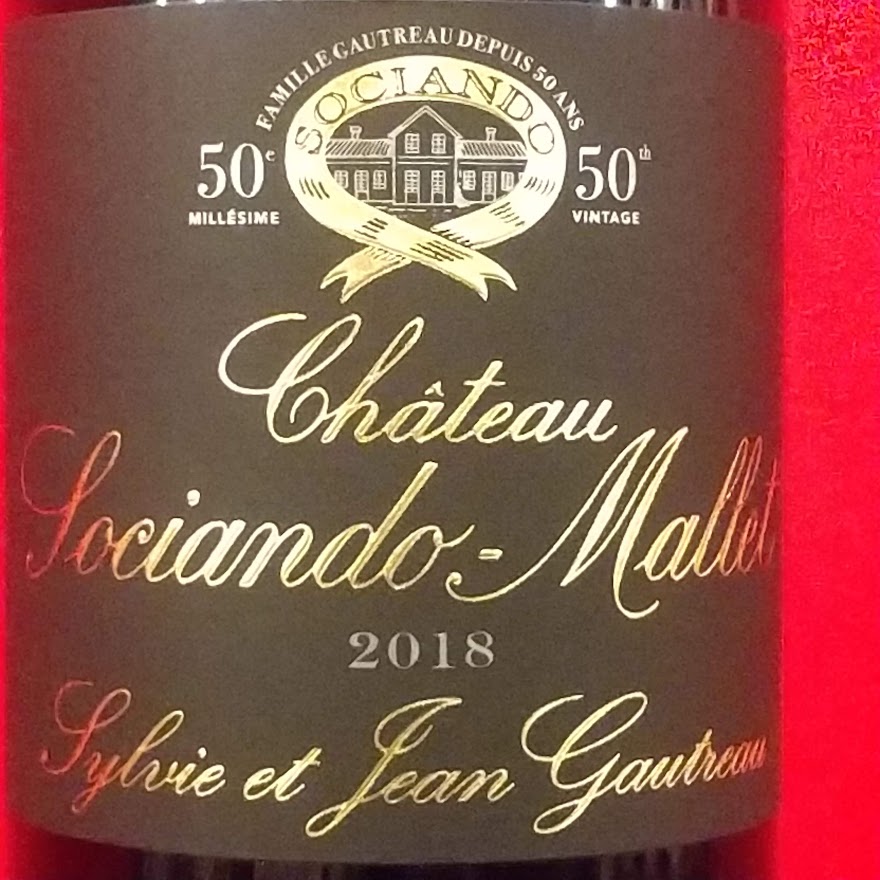 FAMILLE GAUTREAU DEPUIS 50 ANS
SOCIANDO
50e 50th
MILLÉSIME VINTAGE
Château
Sociando-Mallet
2018
Sylvie et Jean Gautreau